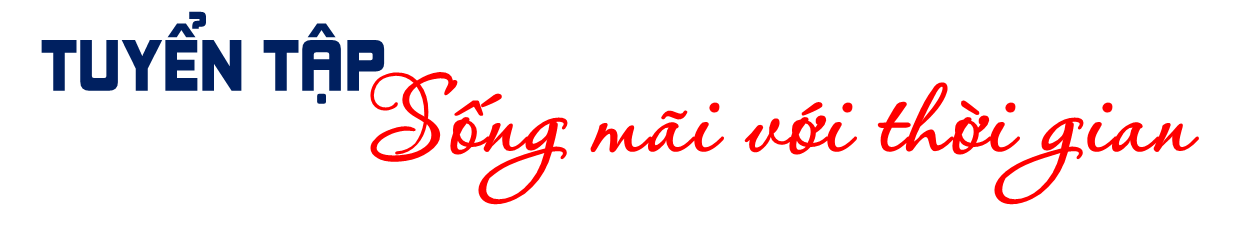 TUYỂN TẬP
Sống mãi với thời gian